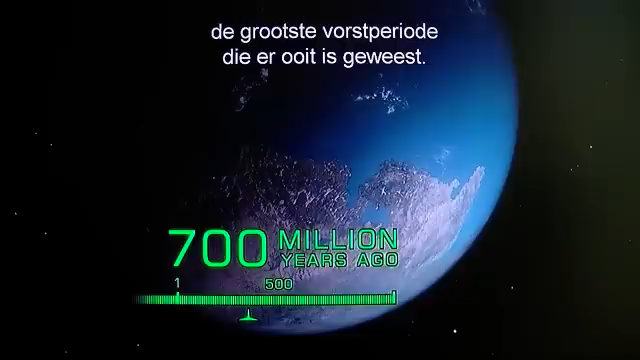 de grootste vorstperiode
die er ooit is geweest.
700 MILLION
YEARS AGO
1 500